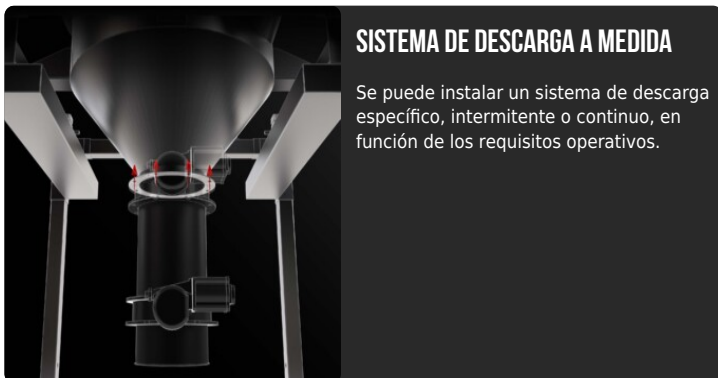 SISTEMA DE DESCARGA A MEDIDA
Se puede instalar un sistema de descarga
específico, intermitente o continuo, en
función de los requisitos operativos.